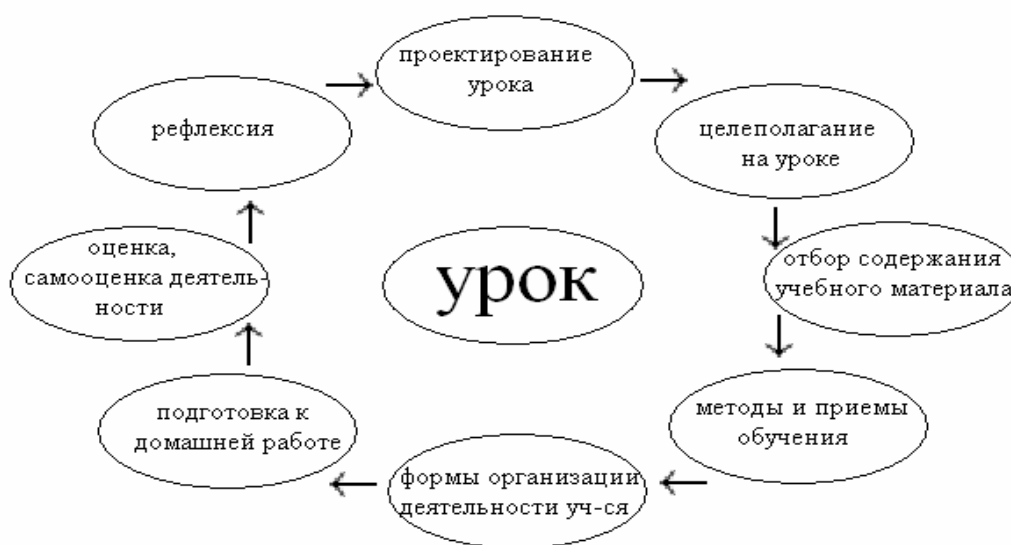 проектирование
урока
целеполагание
на уроке
отбор содержания
учебного материала
методы и приемы
обучения
формы организации
деятельности уч-ся
подготовка к
домашней работе
оценка,
самооценка деятель-
ности
рефлексия
урок